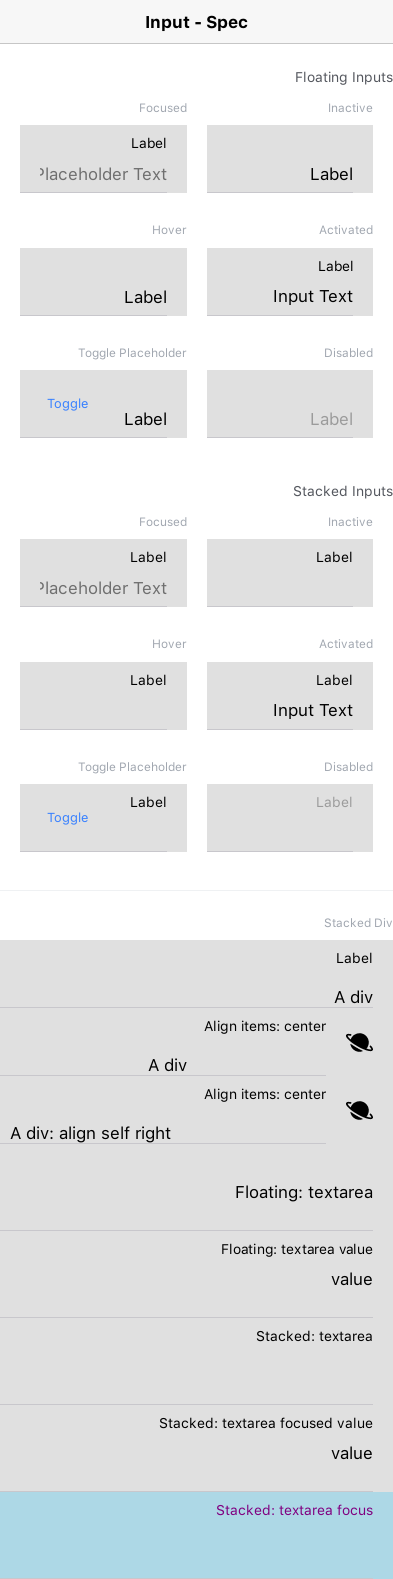 Input - Spec
Floating Inputs
Focused
Inactive
Label
Placeholder Text
Label
Hover
Activated
Label
Label
Input Text
Toggle Placeholder
Disabled
Toggle
Label
Label
Stacked Inputs
Focused
Inactive
Label
Placeholder Text
Label
Hover
Activated
Label
Label
Input Text
Toggle Placeholder
Disabled
Toggle
Label
Label
Stacked Div
Label
A div
Align items: center
A div
Align items: center
A div: align self right
Floating: textarea
Floating: textarea value
value
Stacked: textarea
Stacked: textarea focused value
value
Stacked: textarea focus